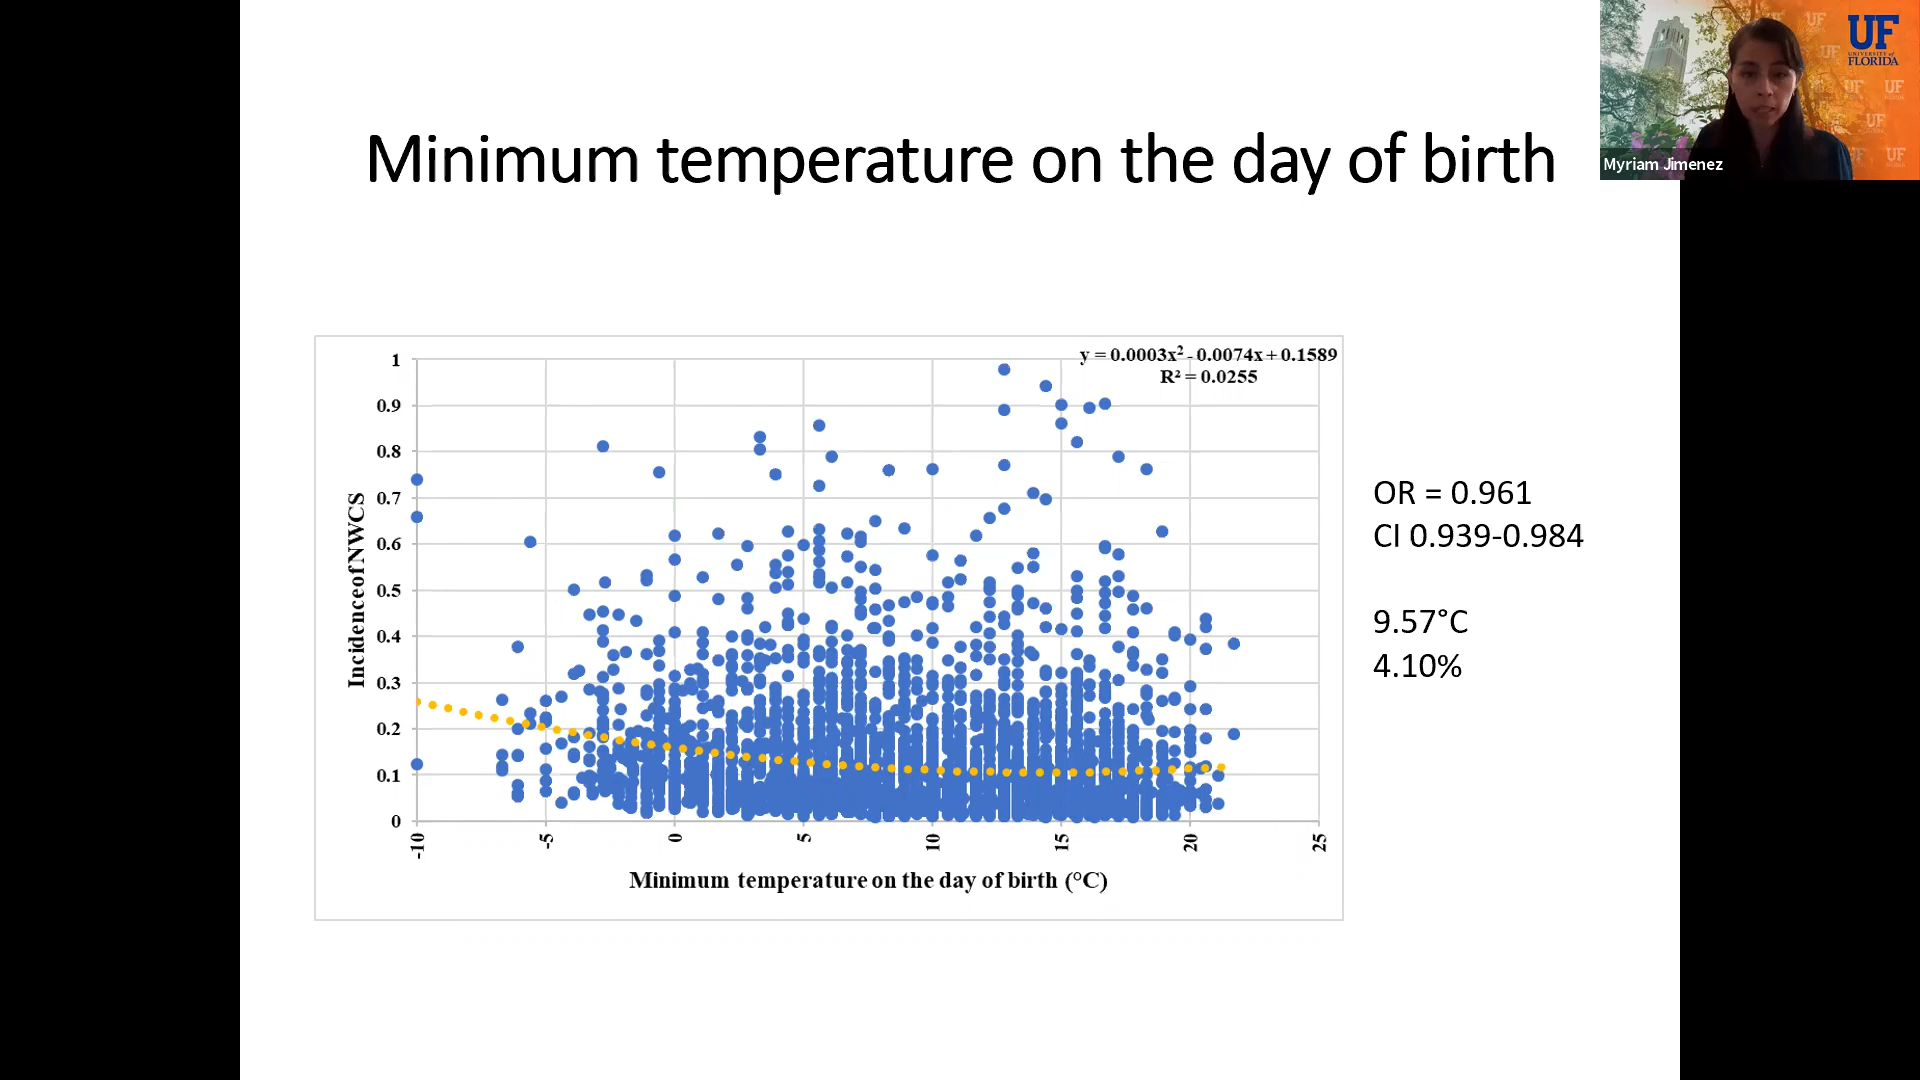 Minimum temperature on the day of birth
UF
UNIVERSITY of
FLORIDA
Myriam Jimenez
y = 0.0003x² - 0.0074x + 0.1589
R² = 0.0255
1
0.9
0.8
0.7
0.6
0.5
0.4
0.3
0.2
0.1
0
Incidence of NWCS
-10
-5
0
5
10
15
20
25
Minimum temperature on the day of birth (°C)
OR = 0.961
CI 0.939-0.984
9.57°C
4.10%